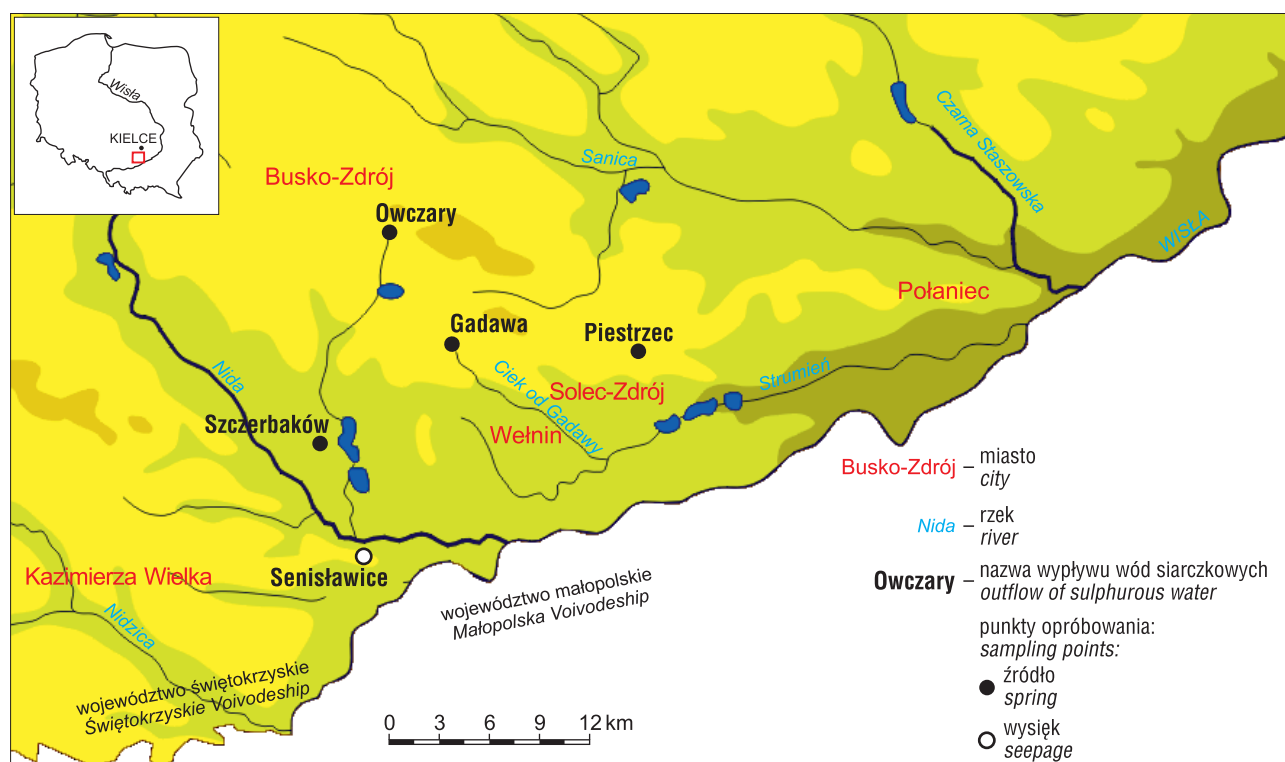 Wisła
KIELCE
Czarna Staszowska
Sanica
Busko-Zdrój
Owczary
WISŁA
Połaniec
Gadawa
Piestrzec
Nida
Ciek od Gadawy
Strumień
Solec-Zdrój
Szczerbaków
Wełnin
Busko-Zdrój – miasto
city
Nida – rzek
river
Kazimierza Wielka
Senisławice
Owczary – nazwa wypływu wód siarczkowych
outflow of sulphurous water
województwo małopolskie
Małopolska Voivodeship
Nidzica
punkty opróbowania:
sampling points:
województwo świętokrzyskie
Świętokrzyskie Voivodeship
źródło
spring
0 3 6 9 12 km
wysięk
seepage